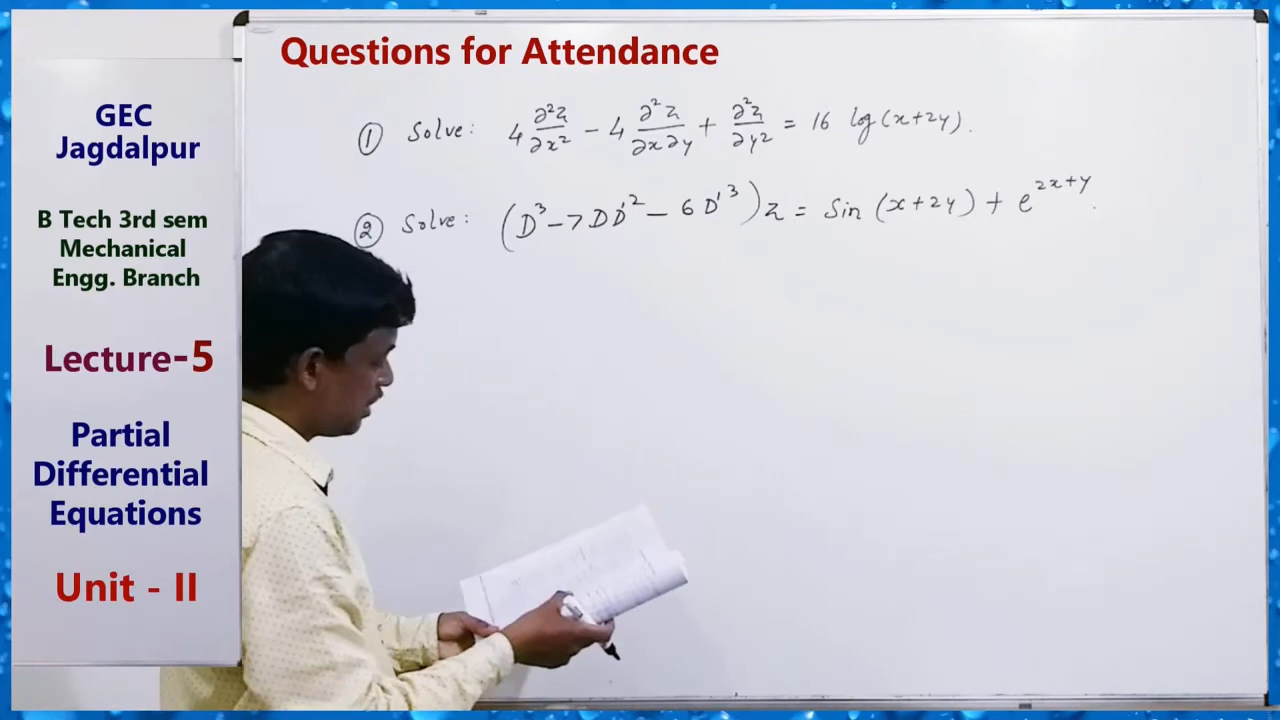 Questions for Attendance
GEC
Jagdalpur
B Tech 3rd sem
Mechanical
Engg. Branch
Lecture-5
Partial
Differential
Equations
Unit - II
① Solve: 4 ∂²z/∂x² − 4 ∂²z/∂x∂y + ∂²z/∂y² = 16 log(x+2y).
② Solve: (D³ − 7DD'² − 6D'³)z = Sin(x+2y) + e^{2x+y}.